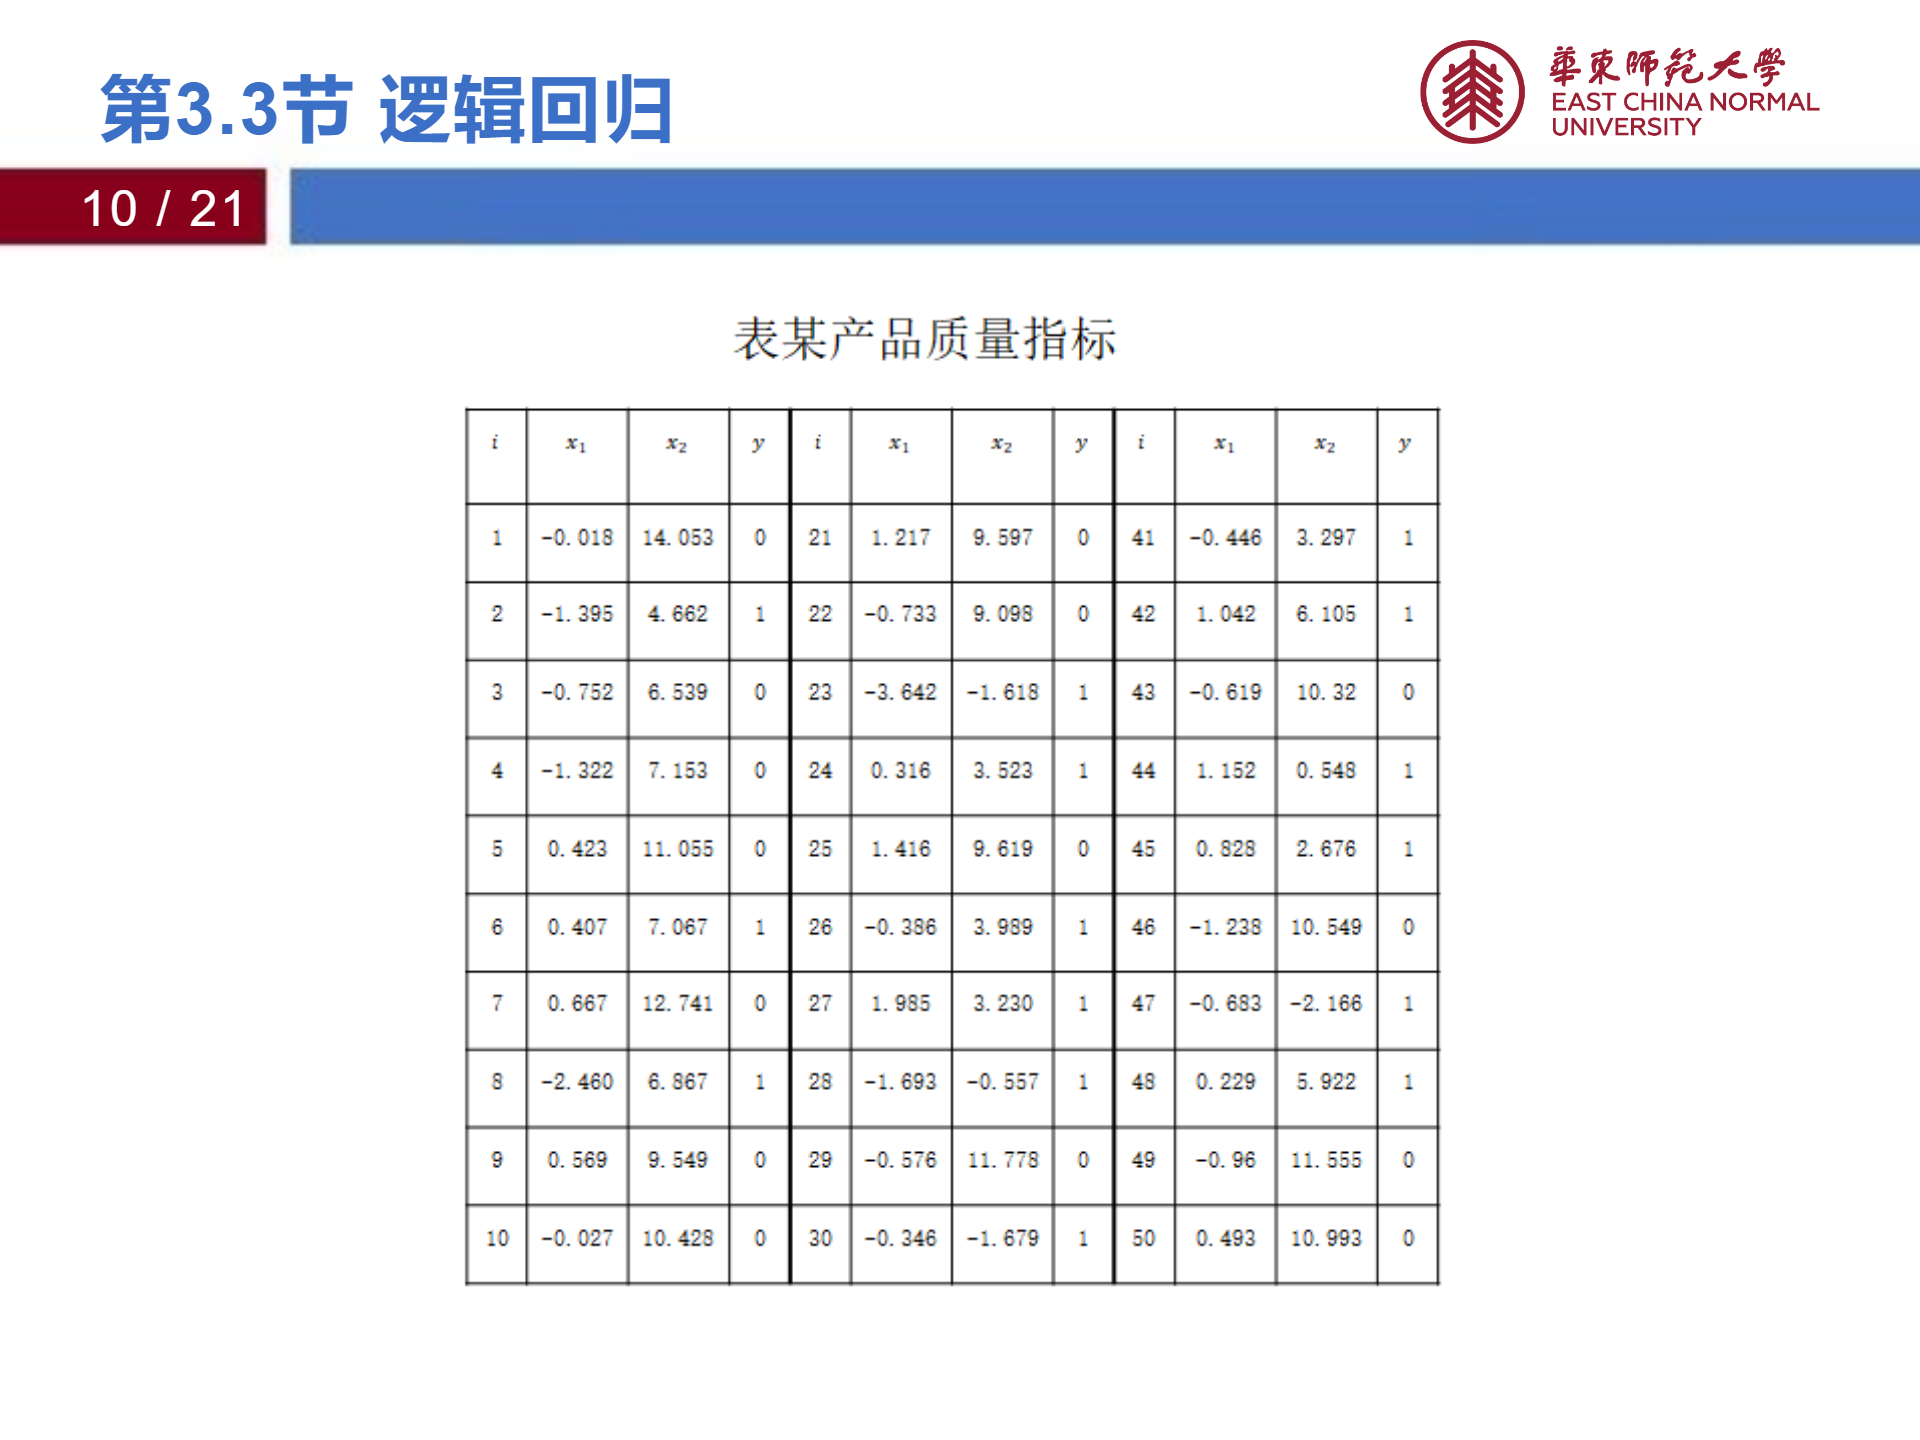 第3.3节 逻辑回归
華東師範大學
EAST CHINA NORMAL
UNIVERSITY
10 / 21
表某产品质量指标
i x₁ x₂ y i x₁ x₂ y i x₁ x₂ y
1 -0.018 14.053 0 21 1.217 9.597 0 41 -0.446 3.297 1
2 -1.395 4.662 1 22 -0.733 9.098 0 42 1.042 6.105 1
3 -0.752 6.539 0 23 -3.642 -1.618 1 43 -0.619 10.32 0
4 -1.322 7.153 0 24 0.316 3.523 1 44 1.152 0.548 1
5 0.423 11.055 0 25 1.416 9.619 0 45 0.828 2.676 1
6 0.407 7.067 1 26 -0.386 3.989 1 46 -1.238 10.549 0
7 0.667 12.741 0 27 1.985 3.230 1 47 -0.683 -2.166 1
8 -2.460 6.867 1 28 -1.693 -0.557 1 48 0.229 5.922 1
9 0.569 9.549 0 29 -0.576 11.778 0 49 -0.96 11.555 0
10 -0.027 10.428 0 30 -0.346 -1.679 1 50 0.493 10.993 0